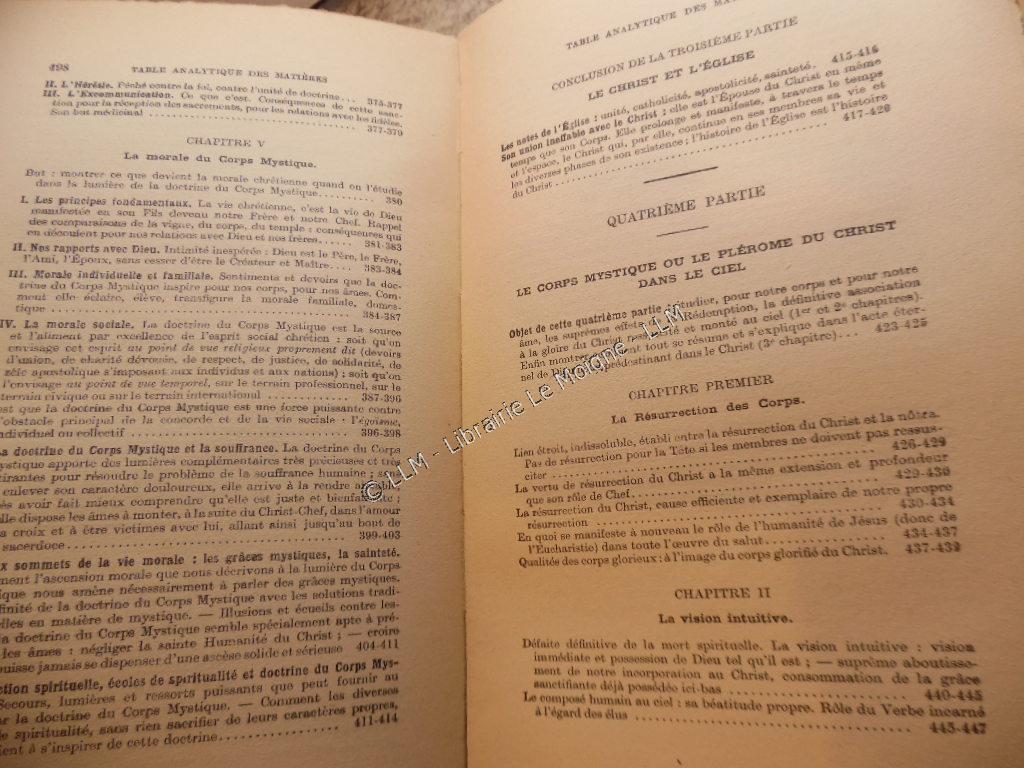 498
TABLE ANALYTIQUE DES MATIÈRES
II. L'Hérésie. Péché contre la foi, contre l'unité de doctrine... 375-377
III. L'Excommunication. Ce que c'est. Conséquences de cette sanc-
tion pour la réception des sacrements, pour les relations avec les fidèles.
Son but médicinal 377-379
CHAPITRE V
La morale du Corps Mystique.
But : montrer ce que devient la morale chrétienne quand on l'étudie
dans la lumière de la doctrine du Corps Mystique 380
I. Les principes fondamentaux. La vie chrétienne, c'est la vie de Dieu
manifestée en son Fils devenu notre Frère et notre Chef. Rappel
des comparaisons de la vigne, du corps, du temple : conséquences qui
en découlent pour nos relations avec Dieu et nos frères 381-383
II. Nos rapports avec Dieu. Intimité inespérée : Dieu est le Père, le Frère,
l'Ami, l'Époux, sans cesser d'être le Créateur et Maître 383-384
III. Morale individuelle et familiale. Sentiments et devoirs que la doc-
trine du Corps Mystique inspire pour nos corps, pour nos âmes. Com-
ment elle éclaire, élève, transfigura la morale familiale, domes-
tique 384-387
IV. La morale sociale. La doctrine du Corps Mystique est la source
et l'aliment par excellence de l'esprit social chrétien : soit qu'on
envisage cet esprit au point de vue religieux proprement dit (devoirs
d'union, de charité dévouée, de respect, de justice, de solidarité, de
zèle apostolique s'imposant aux individus et aux nations) ; soit qu'on
l'envisage au point de vue temporel, sur le terrain professionnel, sur le
terrain civique ou sur le terrain international 387-396
est que la doctrine du Corps Mystique est une force puissante contre
l'obstacle principal de la concorde et de la vie sociale : l'égoïsme,
individuel ou collectif 396-398
La doctrine du Corps Mystique et la souffrance. La doctrine du Corps
Mystique apporte des lumières complémentaires très précieuses et très
pour résoudre le problème de la souffrance humaine ; sans
enlever son caractère douloureux, elle arrive à la rendre aimable
ès avoir fait mieux comprendre qu'elle est juste et bienfaisante ;
elle dispose les âmes à monter, à la suite du Christ-Chef, dans l'amour
la croix et à être victimes avec lui, allant ainsi jusqu'au bout de
sacerdoce 399-403
x sommets de la vie morale : les grâces mystiques, la sainteté.
ment l'ascension morale que nous décrivons à la lumière du Corps
ique nous amène nécessairement à parler des grâces mystiques.
finité de la doctrine du Corps Mystique avec les solutions tradi-
elles en matière de mystique. — Illusions et écueils contre les-
la doctrine du Corps Mystique semble spécialement apte à pré-
les âmes : négliger la sainte Humanité du Christ ; — croire
puisse jamais se dispenser d'une ascèse solide et sérieuse 404-411
ction spirituelle, écoles de spiritualité et doctrine du Corps Mys-
Secours, lumières et ressorts puissants que peut fournir au
ar la doctrine du Corps Mystique. — Comment les diverses
de spiritualité, sans rien sacrifier de leurs caractères propres,
ient à s'inspirer de cette doctrine 411-414
TABLE ANALYTIQUE DES MA
CONCLUSION DE LA TROISIÈME PARTIE
LE CHRIST ET L'ÉGLISE
Les notes de l'Église : unité, catholicité, apostolicité, sainteté. 415-416
Son union ineffable avec le Christ ; elle est l'Épouse du Christ en même
temps que son Corps. Elle prolonge et manifeste, à travers le temps
et l'espace, le Christ qui, par elle, continue en ses membres sa vie et
les diverses phases de son existence ; l'histoire de l'Église est l'histoire
du Christ 417-420
QUATRIÈME PARTIE
LE CORPS MYSTIQUE OU LE PLÉROME DU CHRIST
DANS LE CIEL
Objet de cette quatrième partie : étudier, pour notre corps et pour notre
âme, les suprêmes effets de la Rédemption, la définitive association
à la gloire du Christ ressuscité et monté au ciel (1er et 2e chapitres).
Enfin montrer comment tout se résume et s'explique dans l'acte éter-
nel de Dieu nous prédestinant dans le Christ (3e chapitre) 423-425
CHAPITRE PREMIER
La Résurrection des Corps.
Lien étroit, indissoluble, établi entre la résurrection du Christ et la nôtre.
Pas de résurrection pour la Tête si les membres ne doivent pas ressus-
citer 426-429
La vertu de résurrection du Christ a la même extension et profondeur
que son rôle de Chef 429-430
La résurrection du Christ, cause efficiente et exemplaire de notre propre
résurrection 430-434
En quoi se manifeste à nouveau le rôle de l'humanité de Jésus (donc de
l'Eucharistie) dans toute l'œuvre du salut 434-437
Qualités des corps glorieux : à l'image du corps glorifié du Christ. 437-439
CHAPITRE II
La vision intuitive.
Défaite définitive de la mort spirituelle. La vision intuitive : vision
immédiate et possession de Dieu tel qu'il est ; — suprême aboutisse-
ment de notre incorporation au Christ, consommation de la grâce
sanctifiante déjà possédée ici-bas 440-445
Le composé humain au ciel : sa béatitude propre. Rôle du Verbe incarné
à l'égard des élus 445-447
© LLM - Librairie Le Moïone - LLM